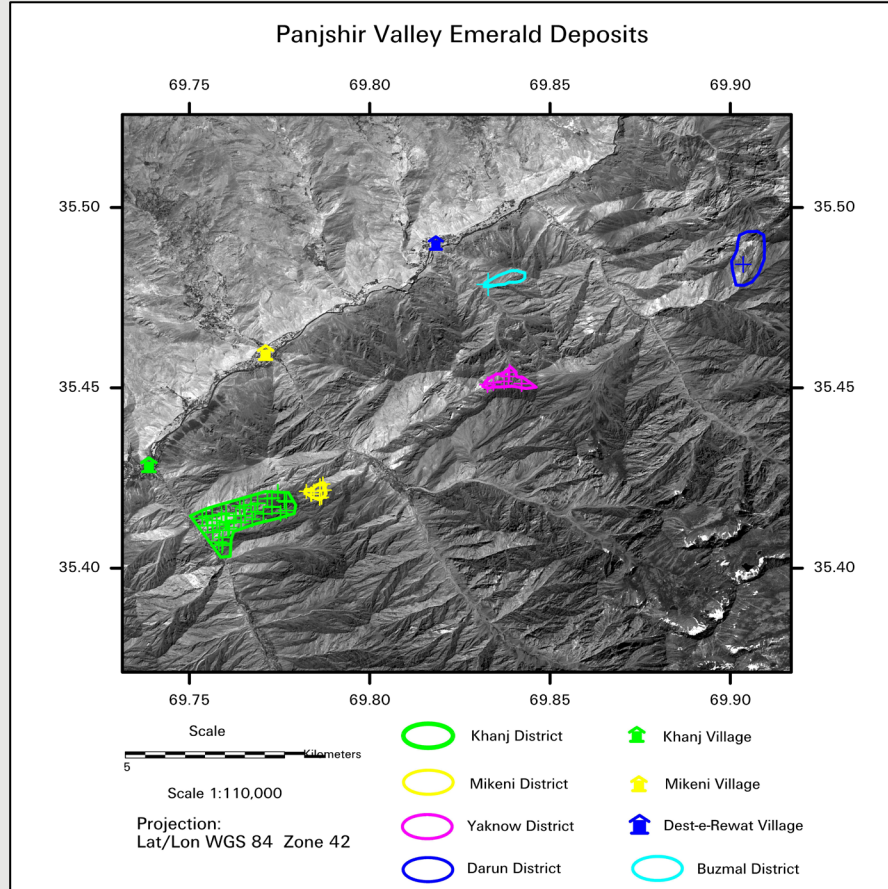 Panjshir Valley Emerald Deposits
69.75 69.80 69.85 69.90
35.50 35.50
35.45 35.45
35.40 35.40
69.75 69.80 69.85 69.90
Scale
Kilometers
5
Scale 1:110,000
Projection:
Lat/Lon WGS 84 Zone 42
Khanj District
Mikeni District
Yaknow District
Darun District
Khanj Village
Mikeni Village
Dest-e-Rewat Village
Buzmal District